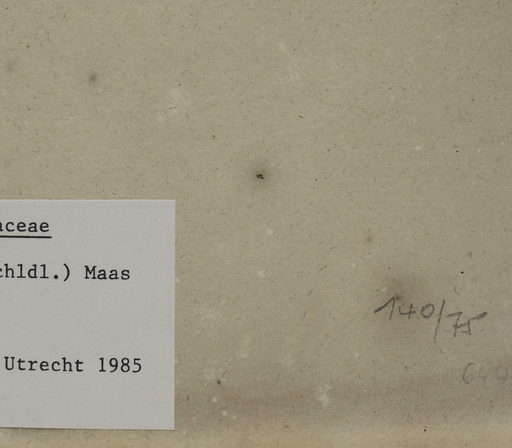 aceae
chldl.) Maas
Utrecht 1985
140/75